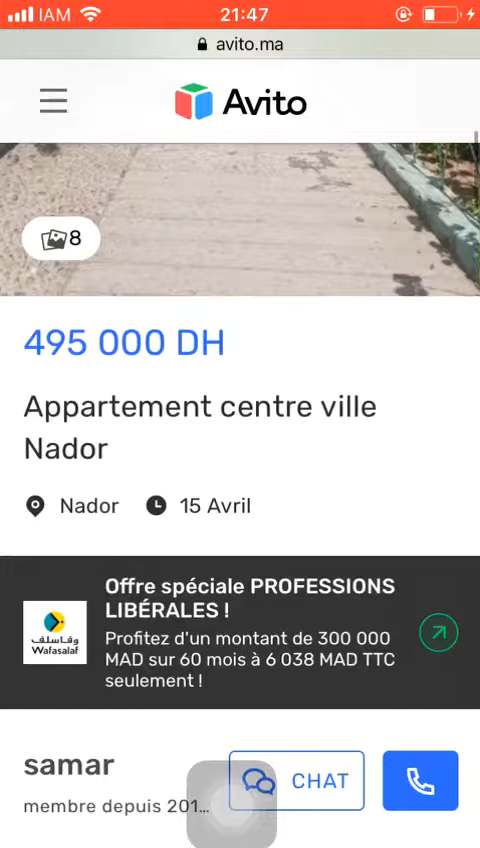 IAM 21:47
avito.ma
Avito
8
495 000 DH
Appartement centre ville
Nador
Nador 15 Avril
Offre spéciale PROFESSIONS
LIBÉRALES !
Profitez d'un montant de 300 000
MAD sur 60 mois à 6 038 MAD TTC
seulement !
وفاسلف
Wafasalaf
samar
CHAT
membre depuis 201...